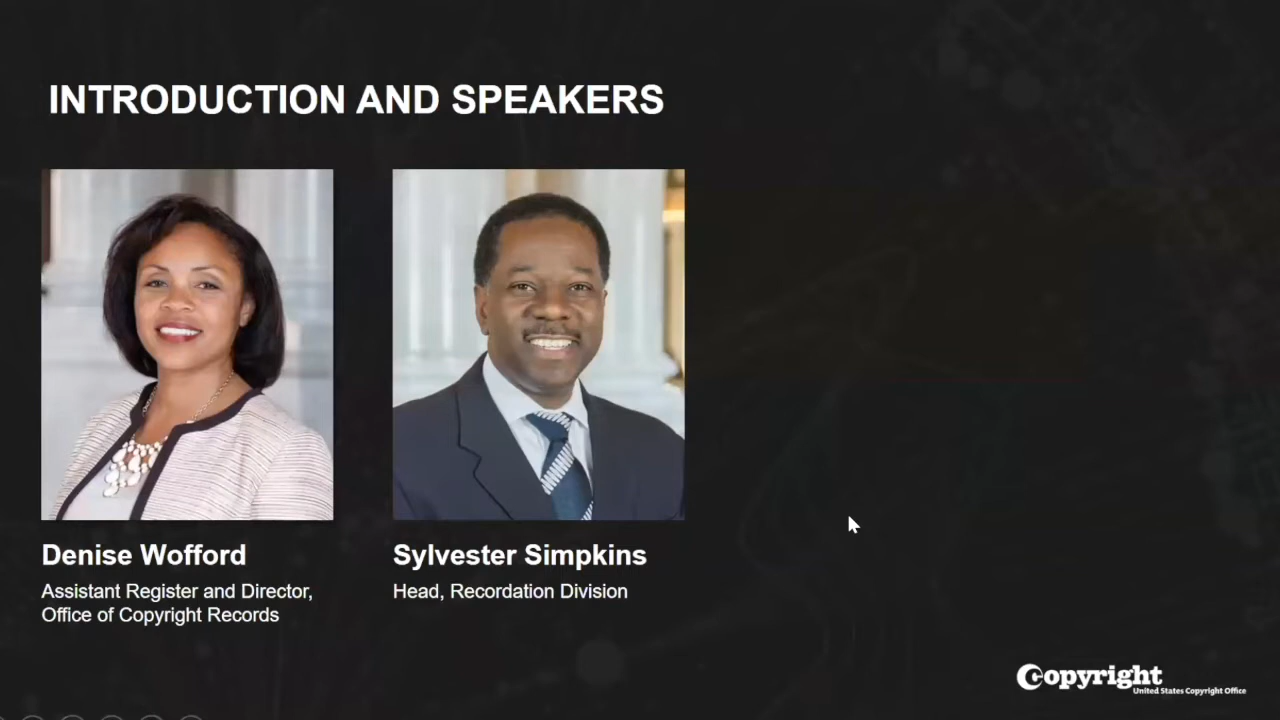 INTRODUCTION AND SPEAKERS
Denise Wofford
Assistant Register and Director,
Office of Copyright Records
Sylvester Simpkins
Head, Recordation Division
Copyright
United States Copyright Office